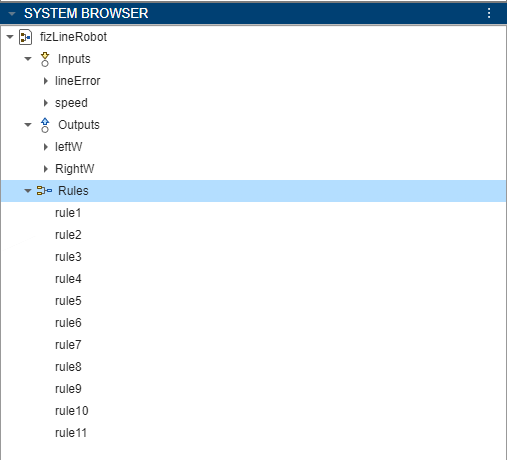 SYSTEM BROWSER
fizLineRobot
Inputs
lineError
speed
Outputs
leftW
RightW
Rules
rule1
rule2
rule3
rule4
rule5
rule6
rule7
rule8
rule9
rule10
rule11